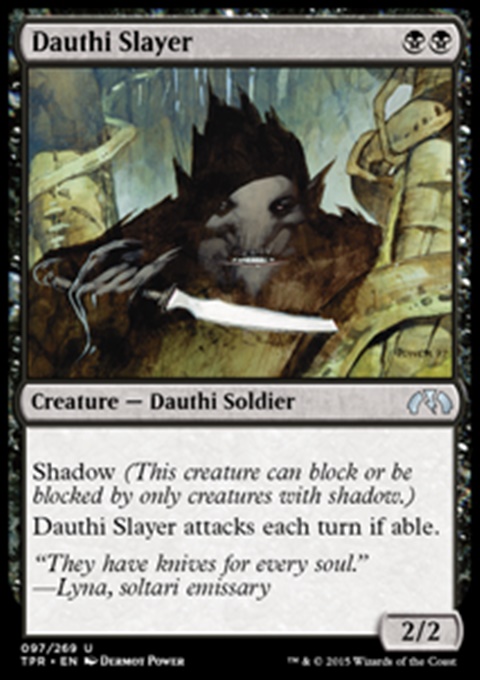 Dauthi Slayer
POWER 97
Creature — Dauthi Soldier
Shadow (This creature can block or be
blocked by only creatures with shadow.)
Dauthi Slayer attacks each turn if able.
“They have knives for every soul.”
—Lyna, soltari emissary
2/2
097/269 U
TPR • EN DERMOT POWER
™ & © 2015 Wizards of the Coast